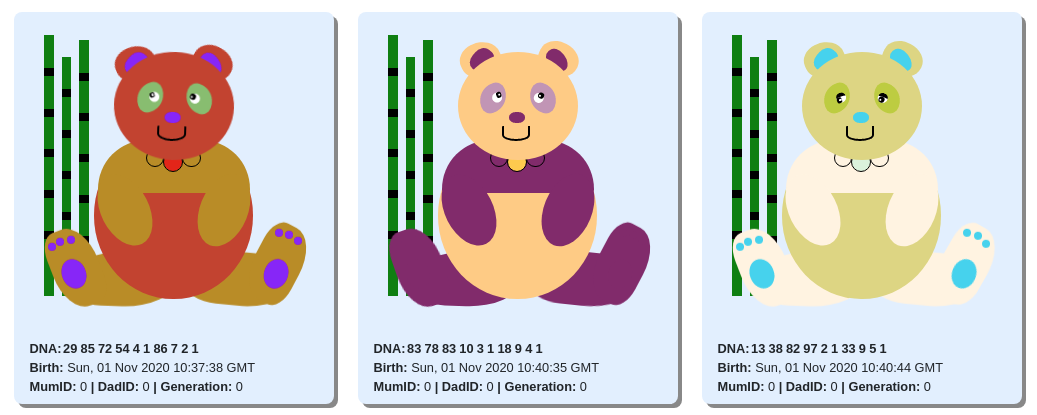 DNA: 29 85 72 54 4 1 86 7 2 1
Birth: Sun, 01 Nov 2020 10:37:38 GMT
MumID: 0 | DadID: 0 | Generation: 0
DNA: 83 78 83 10 3 1 18 9 4 1
Birth: Sun, 01 Nov 2020 10:40:35 GMT
MumID: 0 | DadID: 0 | Generation: 0
DNA: 13 38 82 97 2 1 33 9 5 1
Birth: Sun, 01 Nov 2020 10:40:44 GMT
MumID: 0 | DadID: 0 | Generation: 0